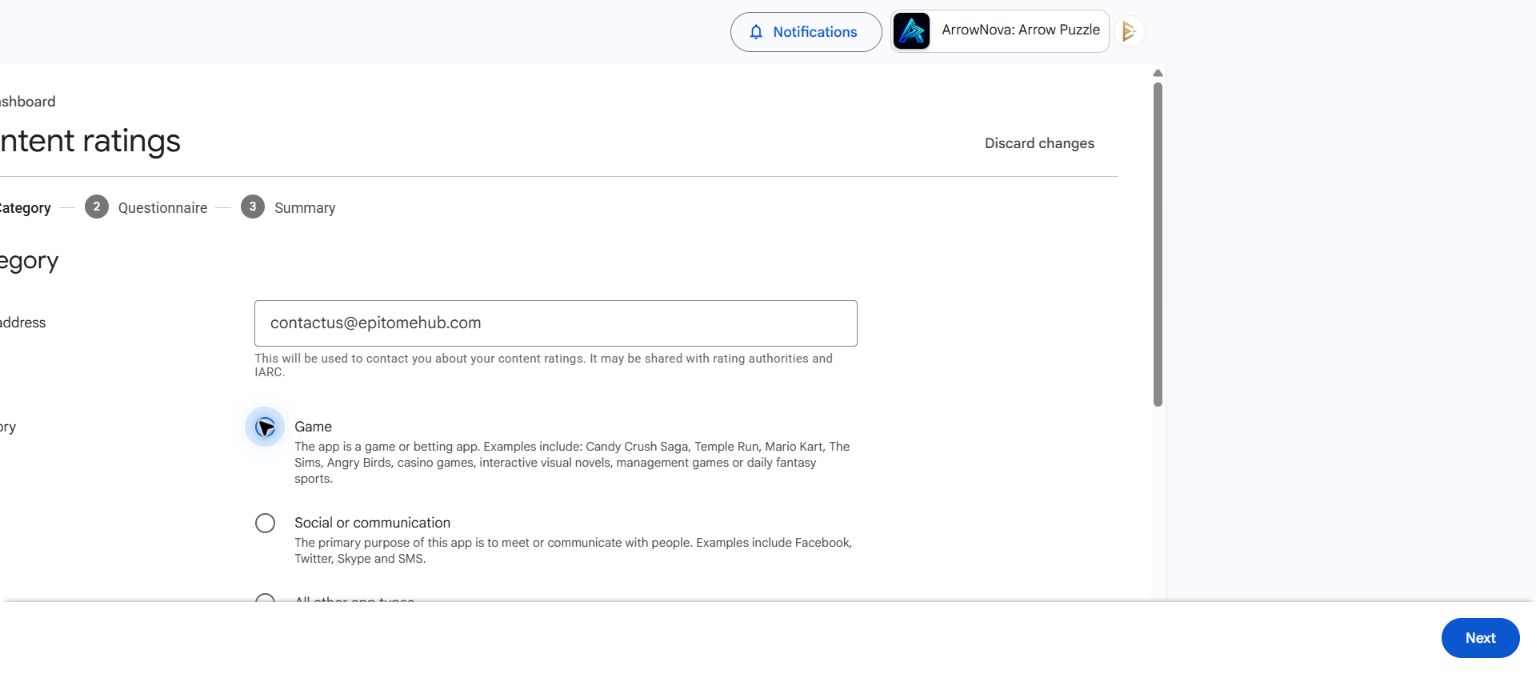 Notifications
ArrowNova: Arrow Puzzle
shboard
ntent ratings
Discard changes
Category
2
Questionnaire
3
Summary
egory
address
contactus@epitomehub.com
This will be used to contact you about your content ratings. It may be shared with rating authorities and
IARC.
ory
Game
The app is a game or betting app. Examples include: Candy Crush Saga, Temple Run, Mario Kart, The
Sims, Angry Birds, casino games, interactive visual novels, management games or daily fantasy
sports.
Social or communication
The primary purpose of this app is to meet or communicate with people. Examples include Facebook,
Twitter, Skype and SMS.
All other app types
Next